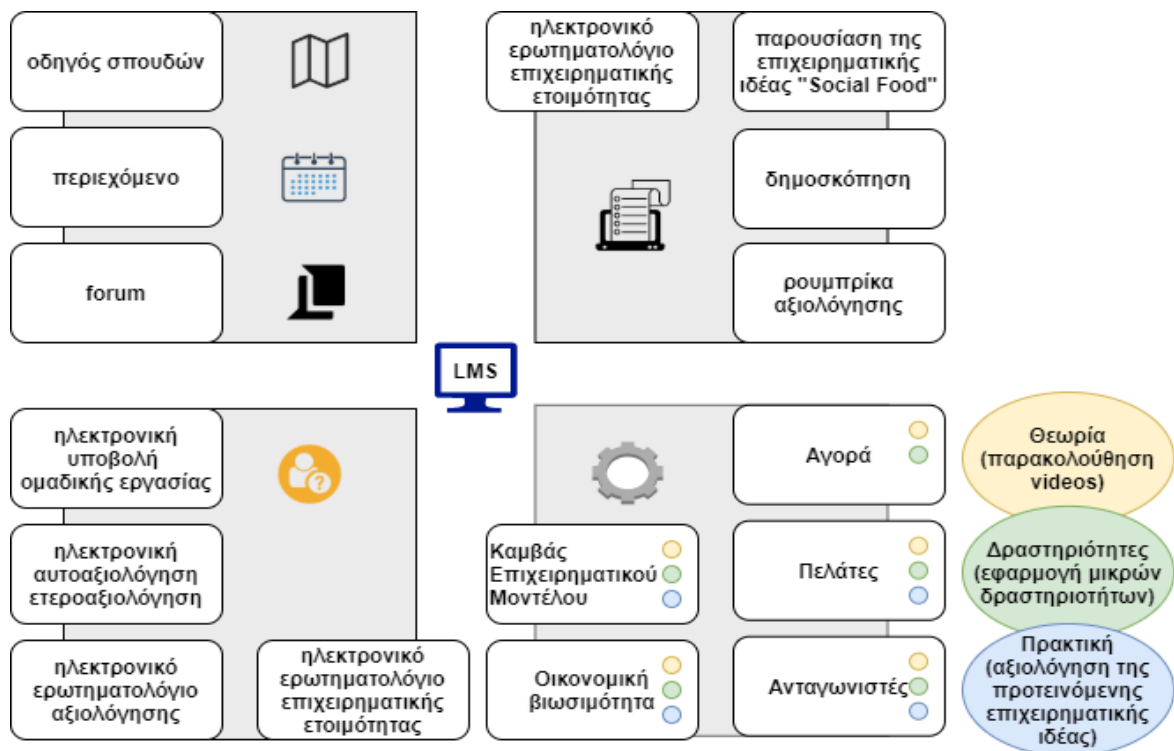 οδηγός σπουδών
περιεχόμενο
forum
ηλεκτρονικό
ερωτηματολόγιο
επιχειρηματικής
ετοιμότητας
παρουσίαση της
επιχειρηματικής
ιδέας "Social Food"
δημοσκόπηση
ρουμπρίκα
αξιολόγησης
LMS
ηλεκτρονική
υποβολή
ομαδικής εργασίας
ηλεκτρονική
αυτοαξιολόγηση
ετεροαξιολόγηση
ηλεκτρονικό
ερωτηματολόγιο
αξιολόγησης
ηλεκτρονικό
ερωτηματολόγιο
επιχειρηματικής
ετοιμότητας
Καμβάς
Επιχειρηματικού
Μοντέλου
Οικονομική
βιωσιμότητα
Αγορά
Πελάτες
Ανταγωνιστές
Θεωρία
(παρακολούθηση
videos)
Δραστηριότητες
(εφαρμογή μικρών
δραστηριοτήτων)
Πρακτική
(αξιολόγηση της
προτεινόμενης
επιχειρηματικής
ιδέας)